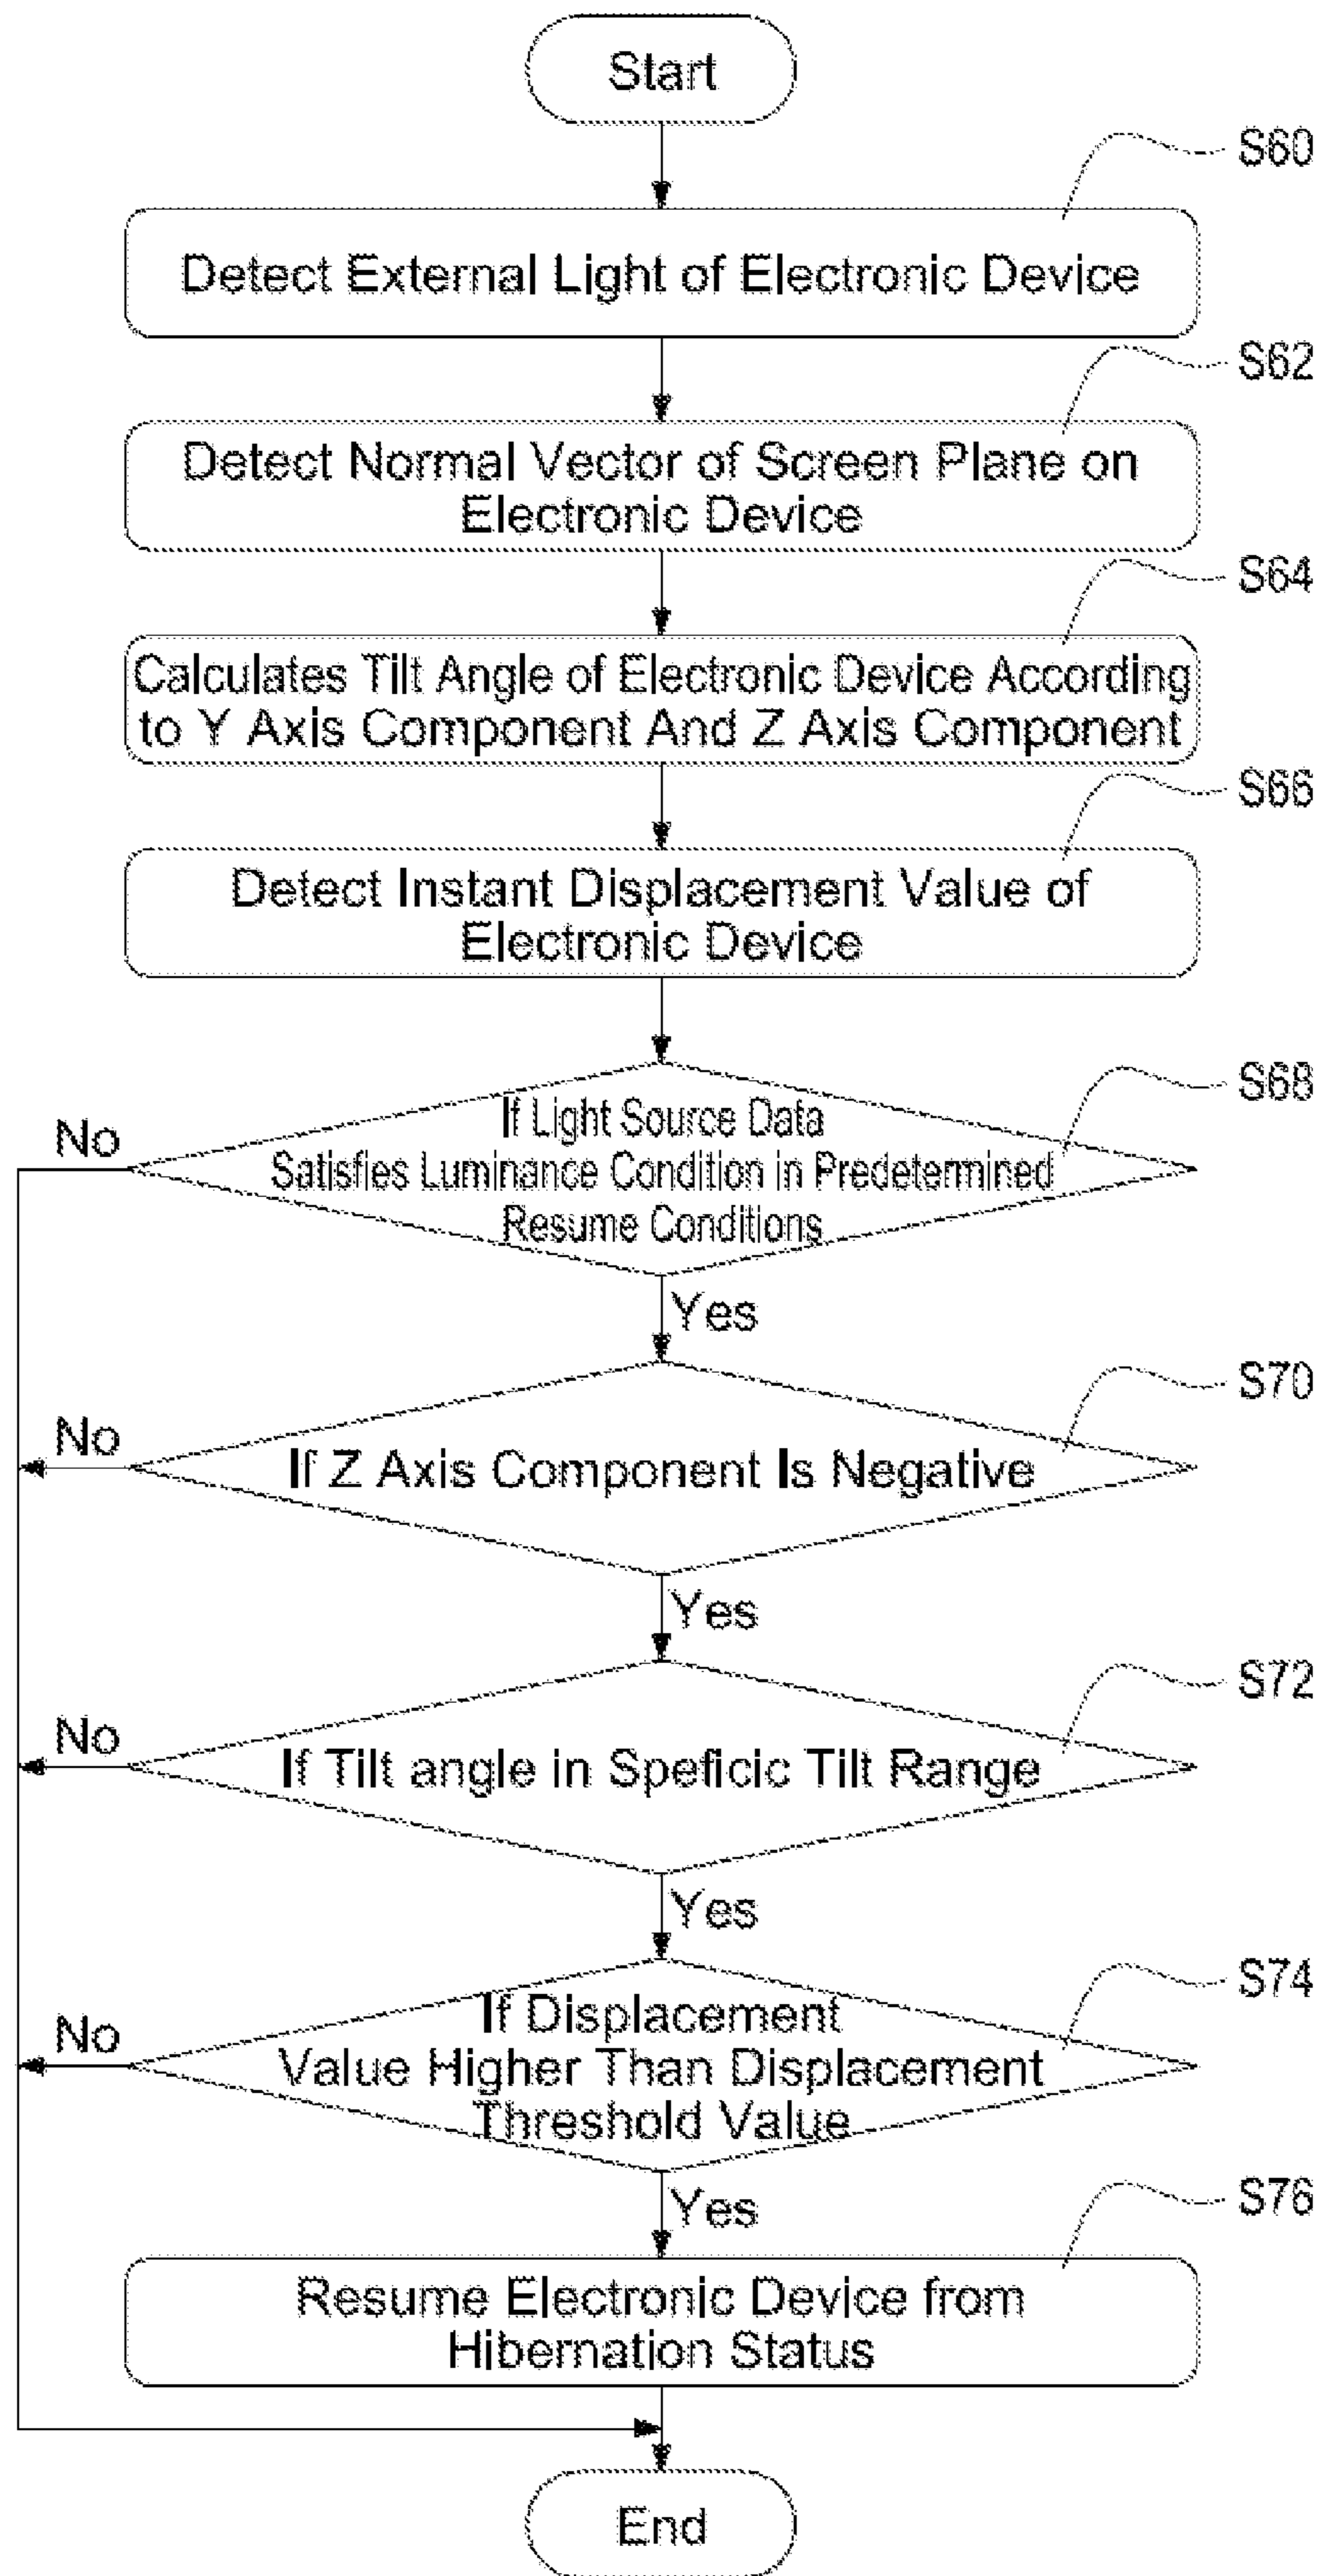 Start
S60
Detect External Light of Electronic Device
S62
Detect Normal Vector of Screen Plane on
Electronic Device
S64
Calculates Tilt Angle of Electronic Device According
to Y Axis Component And Z Axis Component
S66
Detect Instant Displacement Value of
Electronic Device
S68
No
If Light Source Data
Satisfies Luminance Condition in Predetermined
Resume Conditions
Yes
S70
No
If Z Axis Component Is Negative
Yes
S72
No
If Tilt angle in Speficic Tilt Range
Yes
S74
No
If Displacement
Value Higher Than Displacement
Threshold Value
Yes
S76
Resume Electronic Device from
Hibernation Status
End